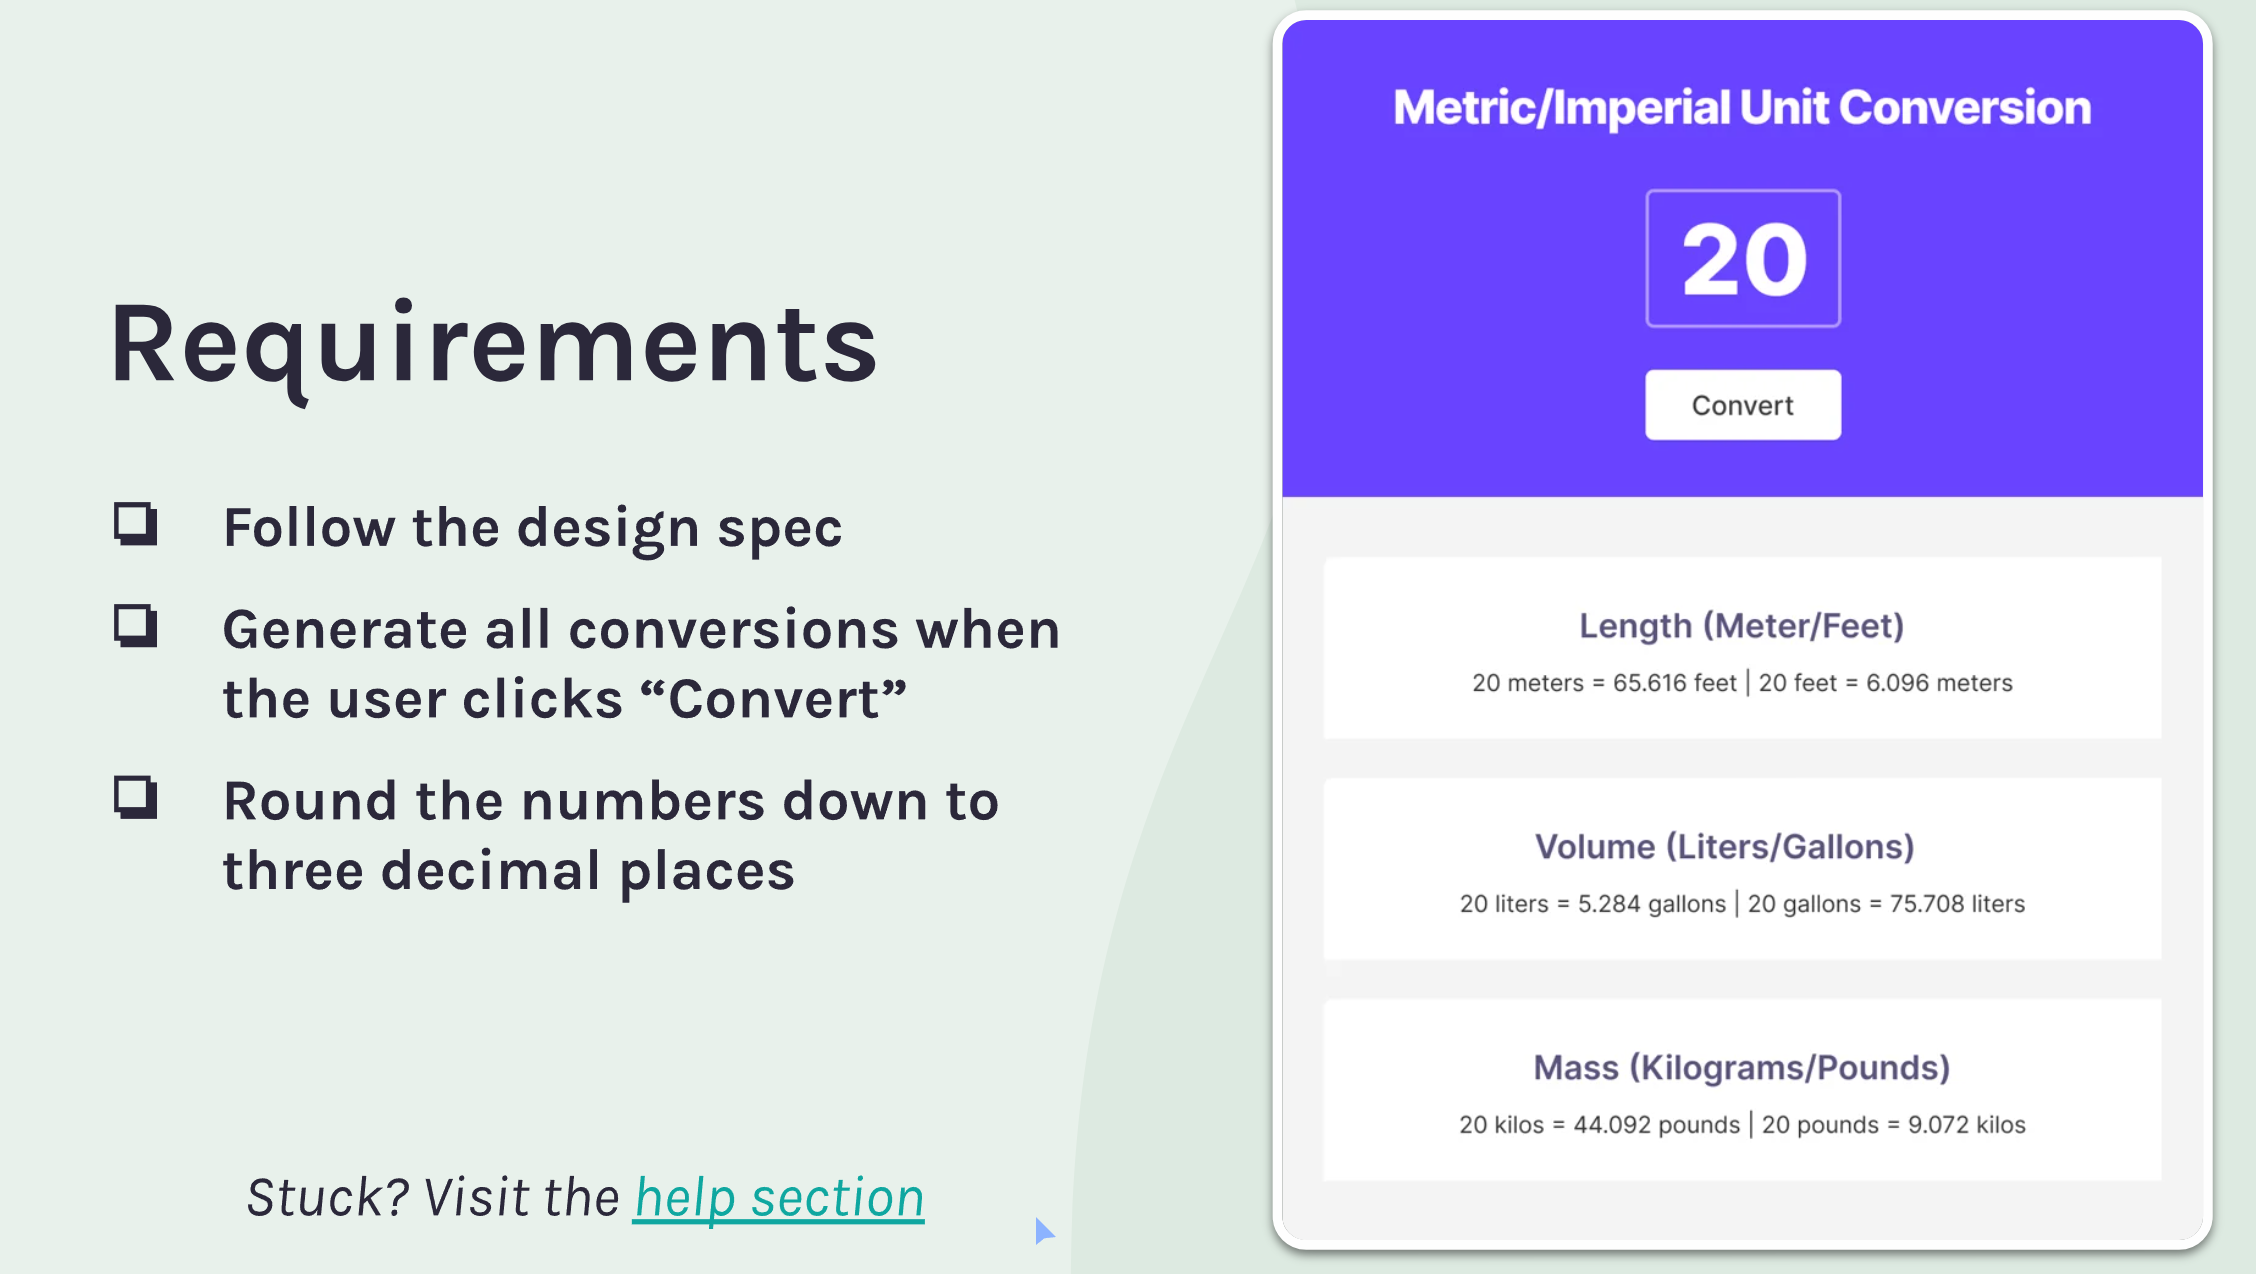 Requirements
Follow the design spec
Generate all conversions when
the user clicks “Convert”
Round the numbers down to
three decimal places
Stuck? Visit the help section
Metric/Imperial Unit Conversion
20
Convert
Length (Meter/Feet)
20 meters = 65.616 feet | 20 feet = 6.096 meters
Volume (Liters/Gallons)
20 liters = 5.284 gallons | 20 gallons = 75.708 liters
Mass (Kilograms/Pounds)
20 kilos = 44.092 pounds | 20 pounds = 9.072 kilos